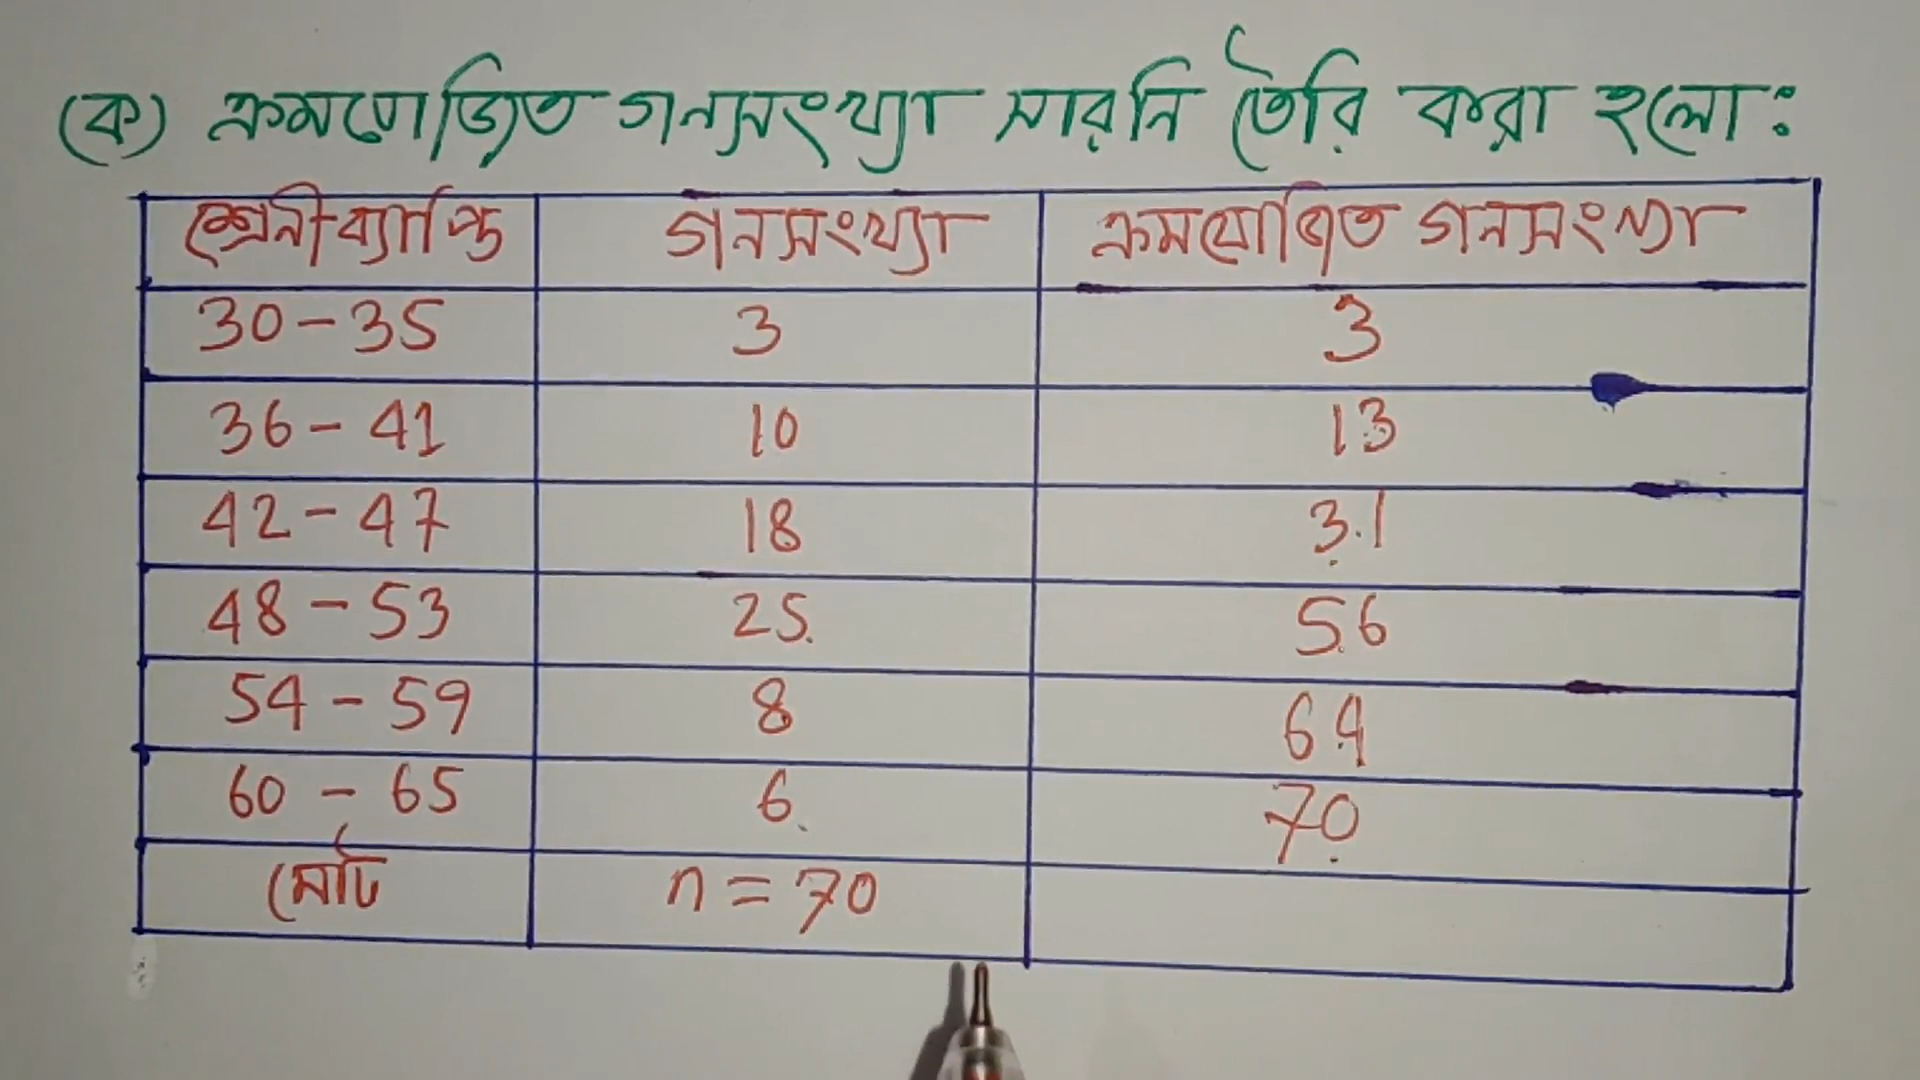 (ক) ক্রমযোজিত গনসংখ্যা সারনি তৈরি করা হলো:
শ্রেনীব্যাপ্তি গনসংখ্যা ক্রমযোজিত গনসংখ্যা
30-35 3 3
36-41 10 13
42-47 18 31
48-53 25 56
54-59 8 64
60-65 6 70
মোট n=70